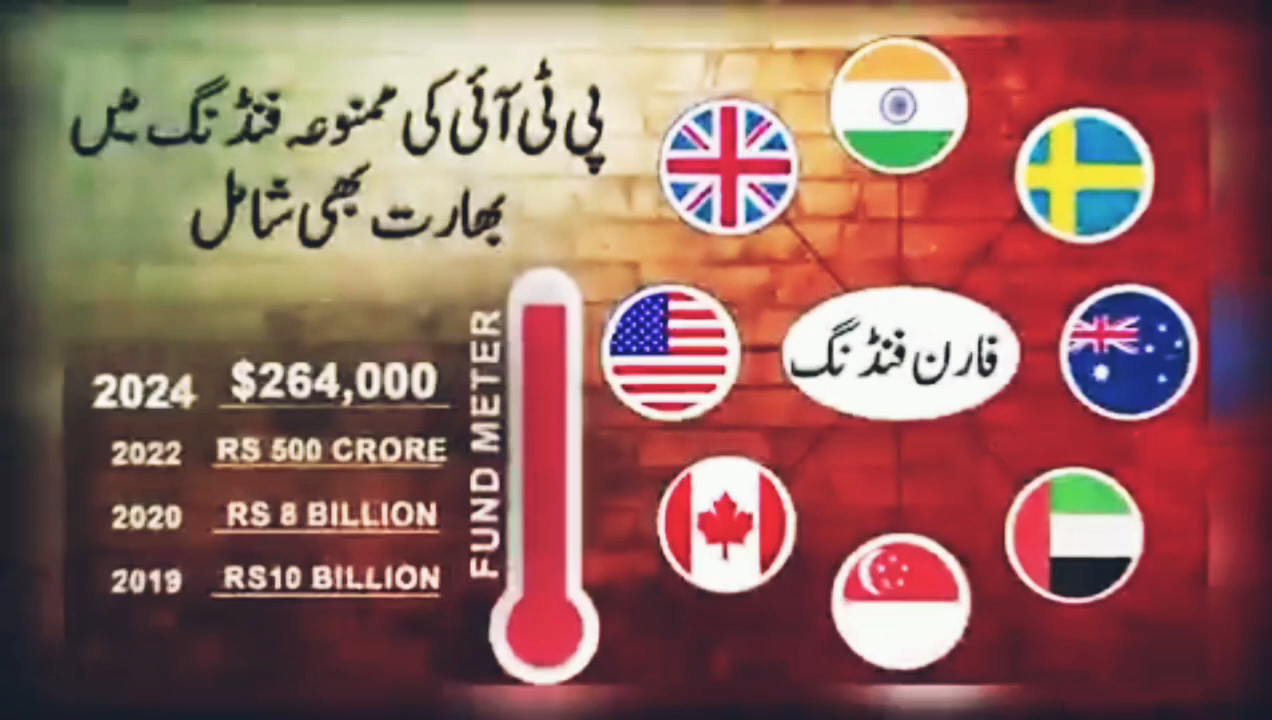 پی ٹی آئی کی ممنوعہ فنڈنگ میں
بھارت بھی شامل
فارن فنڈنگ
FUND METER
2024 $264,000
2022 RS 500 CRORE
2020 RS 8 BILLION
2019 RS10 BILLION